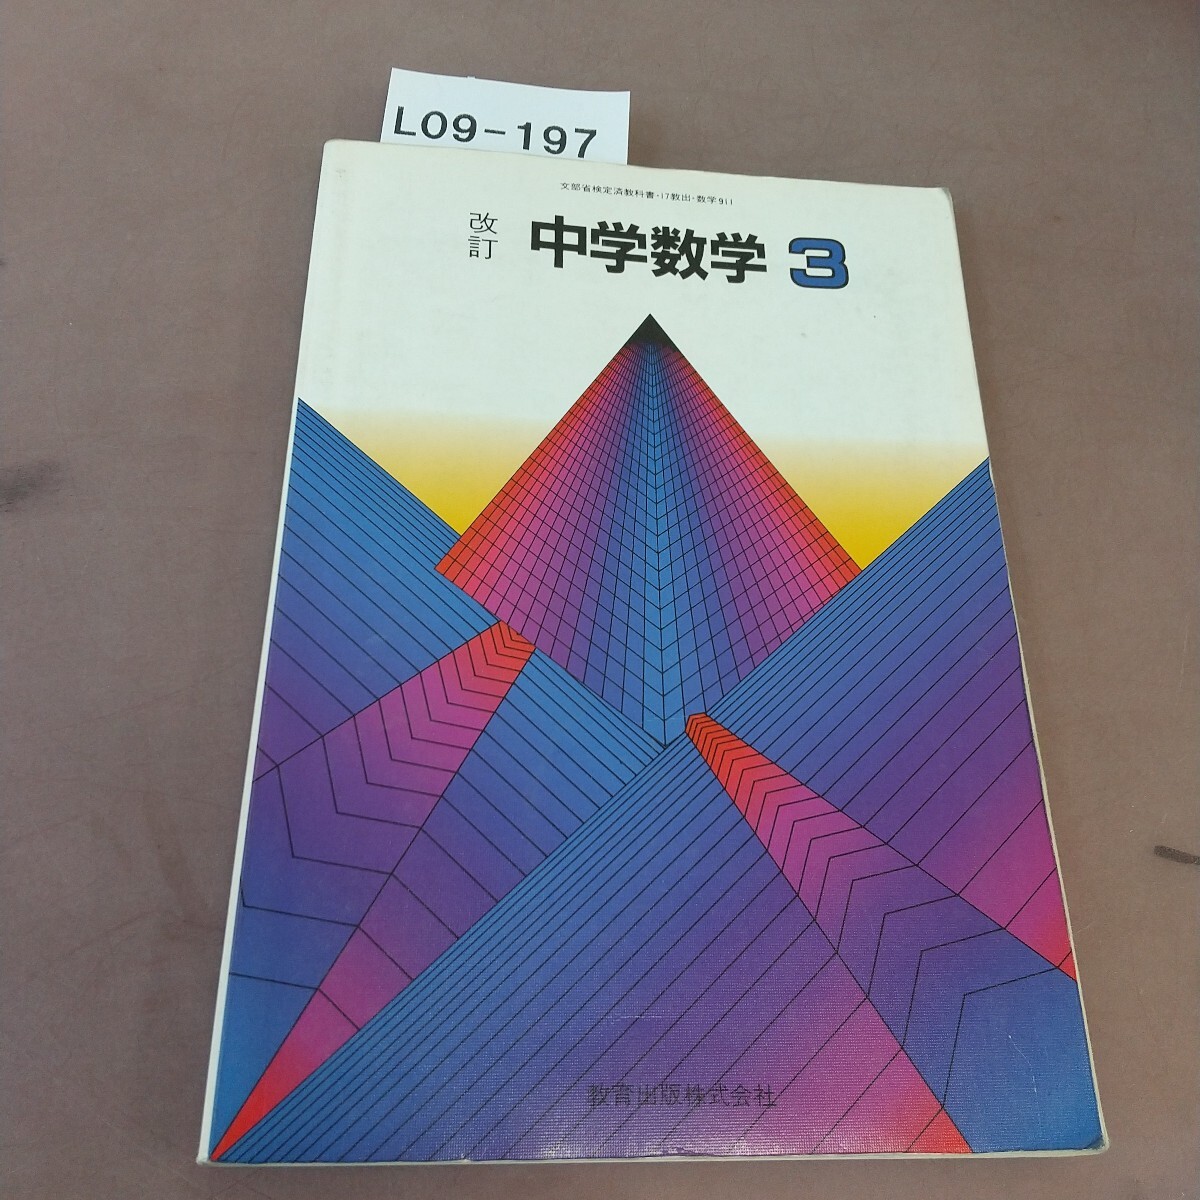 L09-197
文部省検定済教科書・17教出・数学911
改訂
中学数学 3
教育出版株式会社